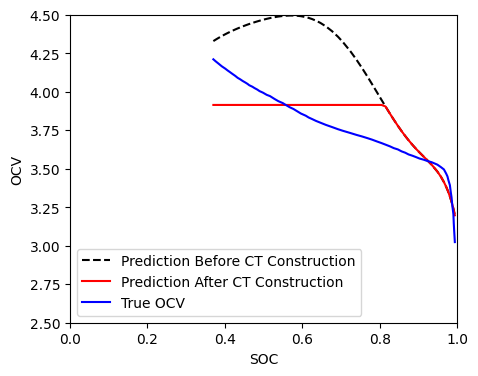 4.50
4.25
4.00
3.75
3.50
3.25
3.00
2.75
2.50
OCV
Prediction Before CT Construction
Prediction After CT Construction
True OCV
0.0 0.2 0.4 0.6 0.8 1.0
SOC